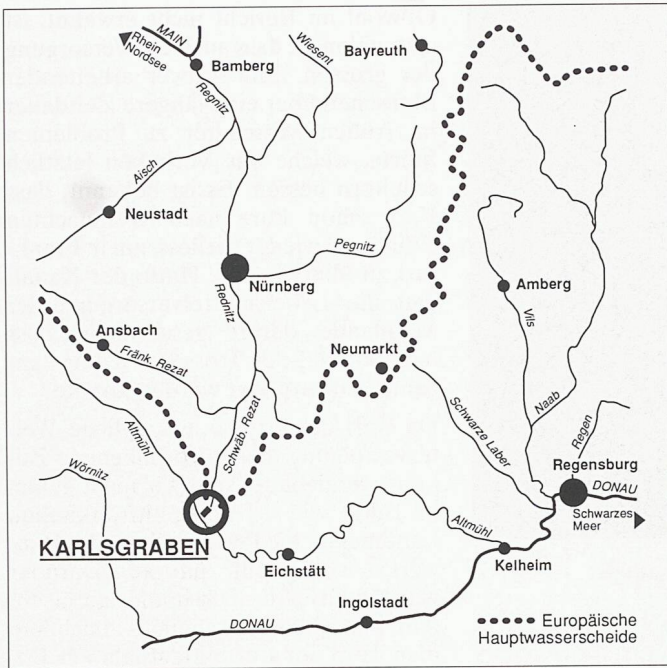 MAIN
Rhein
Nordsee
Bamberg
Wiesent
Bayreuth
Regnitz
Aisch
Neustadt
Pegnitz
Nürnberg
Rednitz
Amberg
Vils
Ansbach
Fränk. Rezat
Neumarkt
Naab
Schwäb. Rezat
Altmühl
Schwarze Laber
Regen
Wörnitz
Regensburg
DONAU
Schwarzes
Meer
KARLSGRABEN
Altmühl
Eichstätt
Kelheim
Ingolstadt
DONAU
Europäische
Hauptwasserscheide